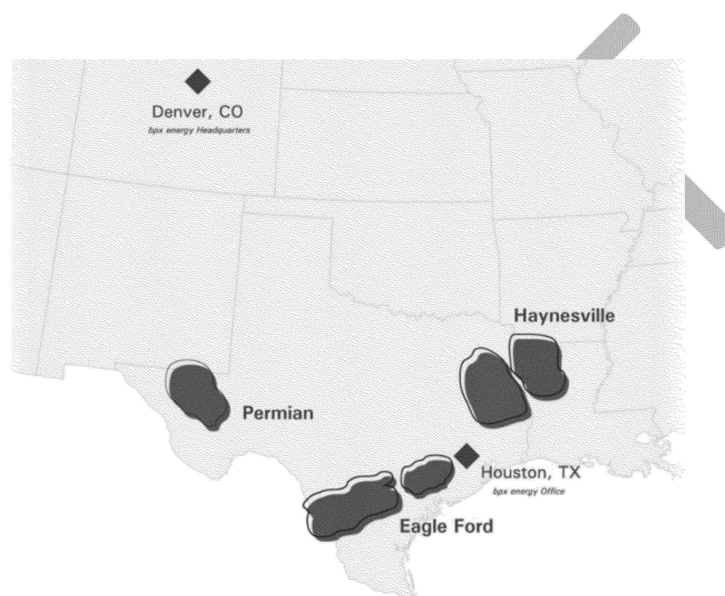 Denver, CO
bpx energy Headquarters
Haynesville
Permian
Houston, TX
bpx energy Office
Eagle Ford